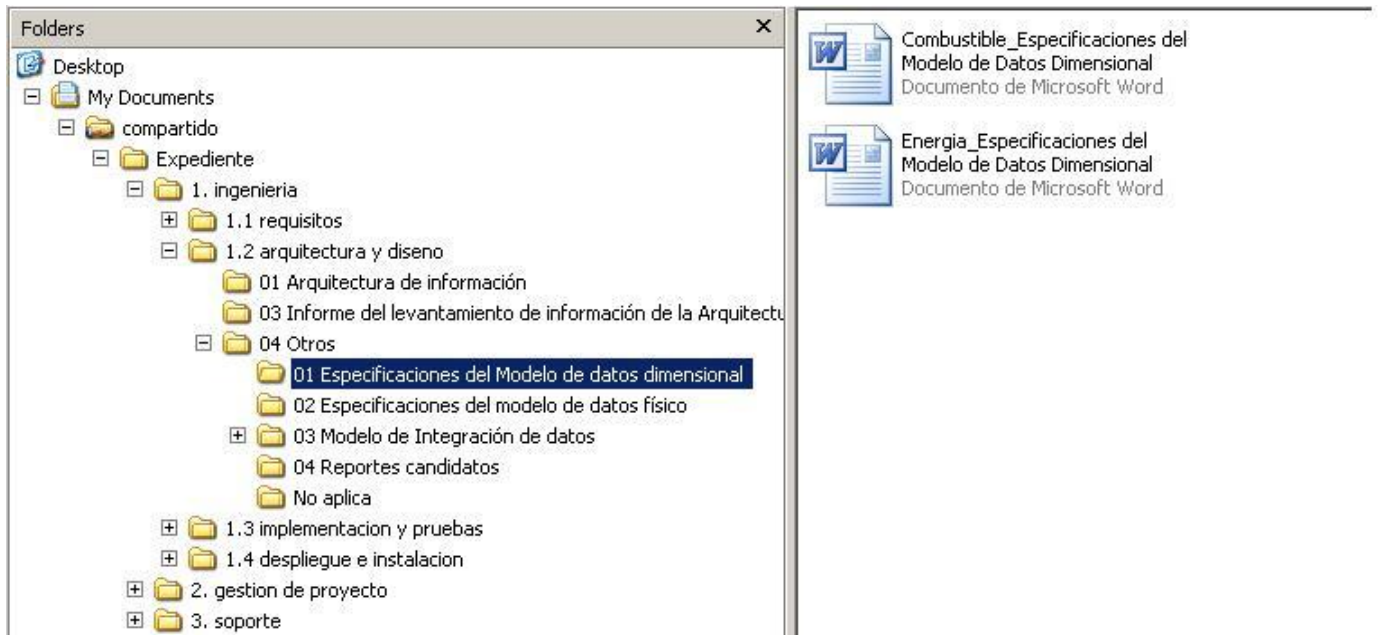 Folders
Desktop
My Documents
compartido
Expediente
1. ingenieria
1.1 requisitos
1.2 arquitectura y diseno
01 Arquitectura de información
03 Informe del levantamiento de información de la Arquitectu
04 Otros
01 Especificaciones del Modelo de datos dimensional
02 Especificaciones del modelo de datos físico
03 Modelo de Integración de datos
04 Reportes candidatos
No aplica
1.3 implementacion y pruebas
1.4 despliegue e instalacion
2. gestion de proyecto
3. soporte
Combustible_Especificaciones del
Modelo de Datos Dimensional
Documento de Microsoft Word
Energia_Especificaciones del
Modelo de Datos Dimensional
Documento de Microsoft Word